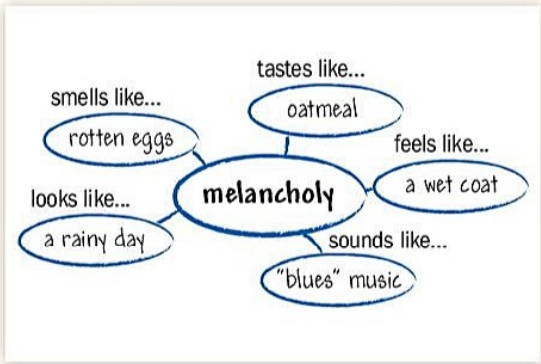 tastes like...
oatmeal
smells like...
rotten eggs
feels like...
a wet coat
melancholy
looks like...
a rainy day
sounds like...
"blues" music